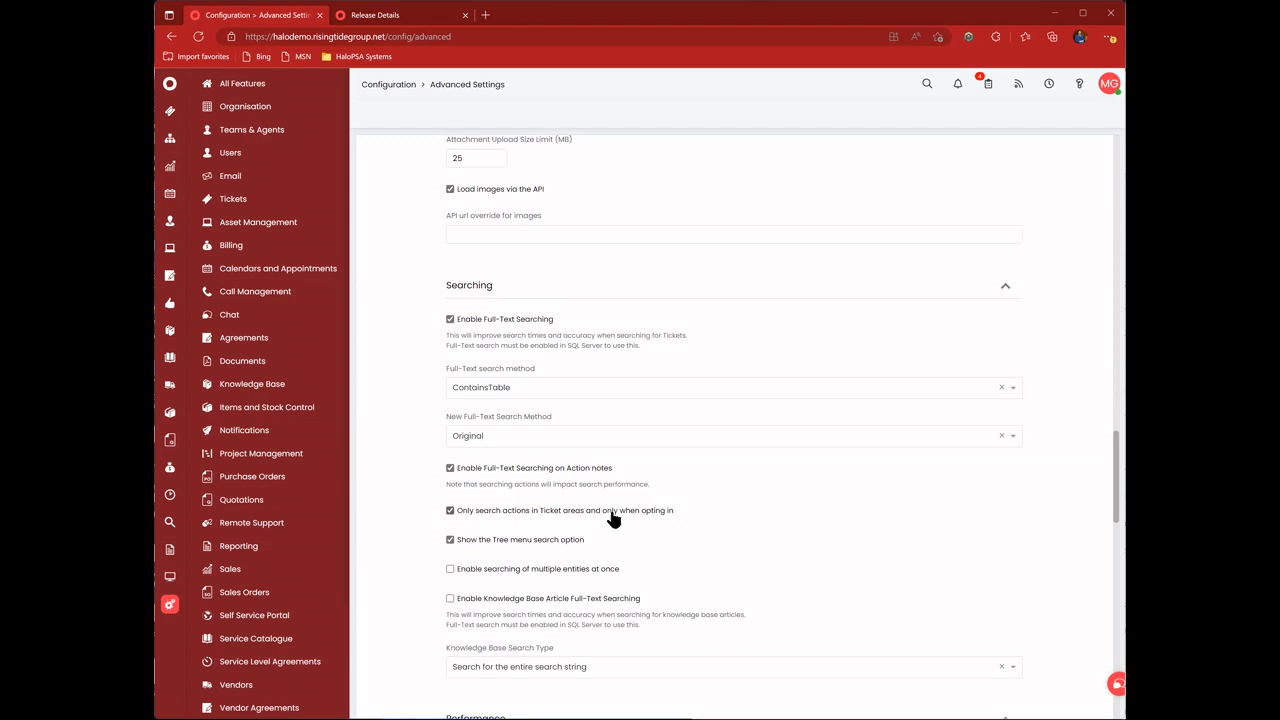 Configuration > Advanced Settin
Release Details
https://halodemo.risingtidegroup.net/config/advanced
Import favorites
Bing
MSN
HaloPSA Systems
All Features
Organisation
Teams & Agents
Users
Email
Tickets
Asset Management
Billing
Calendars and Appointments
Call Management
Chat
Agreements
Documents
Knowledge Base
Items and Stock Control
Notifications
Project Management
Purchase Orders
Quotations
Remote Support
Reporting
Sales
Sales Orders
Self Service Portal
Service Catalogue
Service Level Agreements
Vendors
Vendor Agreements
Configuration > Advanced Settings
4
MG
Attachment Upload Size Limit (MB)
25
Load images via the API
API url override for images
Searching
Enable Full-Text Searching
This will improve search times and accuracy when searching for Tickets.
Full-Text search must be enabled in SQL Server to use this.
Full-Text search method
ContainsTable
New Full-Text Search Method
Original
Enable Full-Text Searching on Action notes
Note that searching actions will impact search performance.
Only search actions in Ticket areas and only when opting in
Show the Tree menu search option
Enable searching of multiple entities at once
Enable Knowledge Base Article Full-Text Searching
This will improve search times and accuracy when searching for knowledge base articles.
Full-Text search must be enabled in SQL Server to use this.
Knowledge Base Search Type
Search for the entire search string
Performance